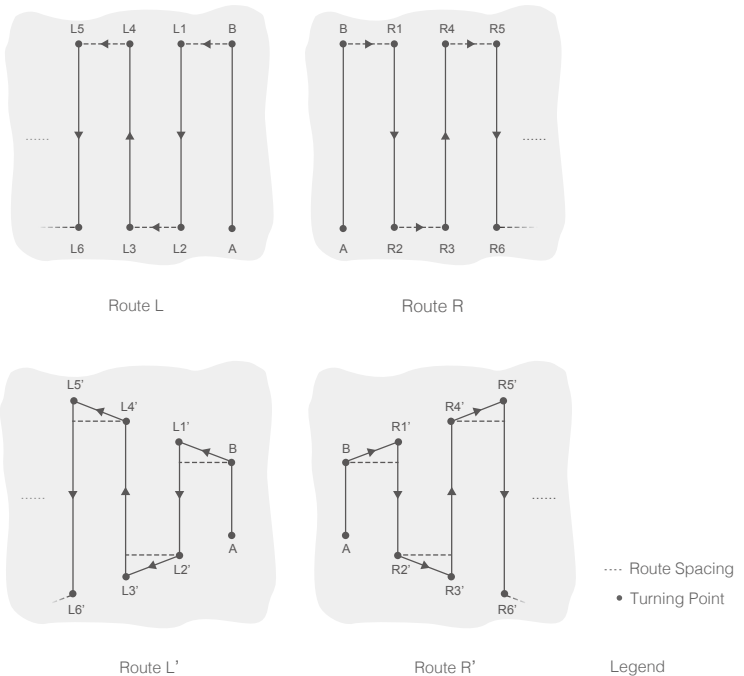 L5 L4 L1 B
L6 L3 L2 A
Route L
B R1 R4 R5
A R2 R3 R6
Route R
L5’
L4’
L1’
B
A
L2’
L3’
L6’
Route L’
R5’
R4’
R1’
B
A
R2’
R3’
R6’
Route R’
Route Spacing
Turning Point
Legend